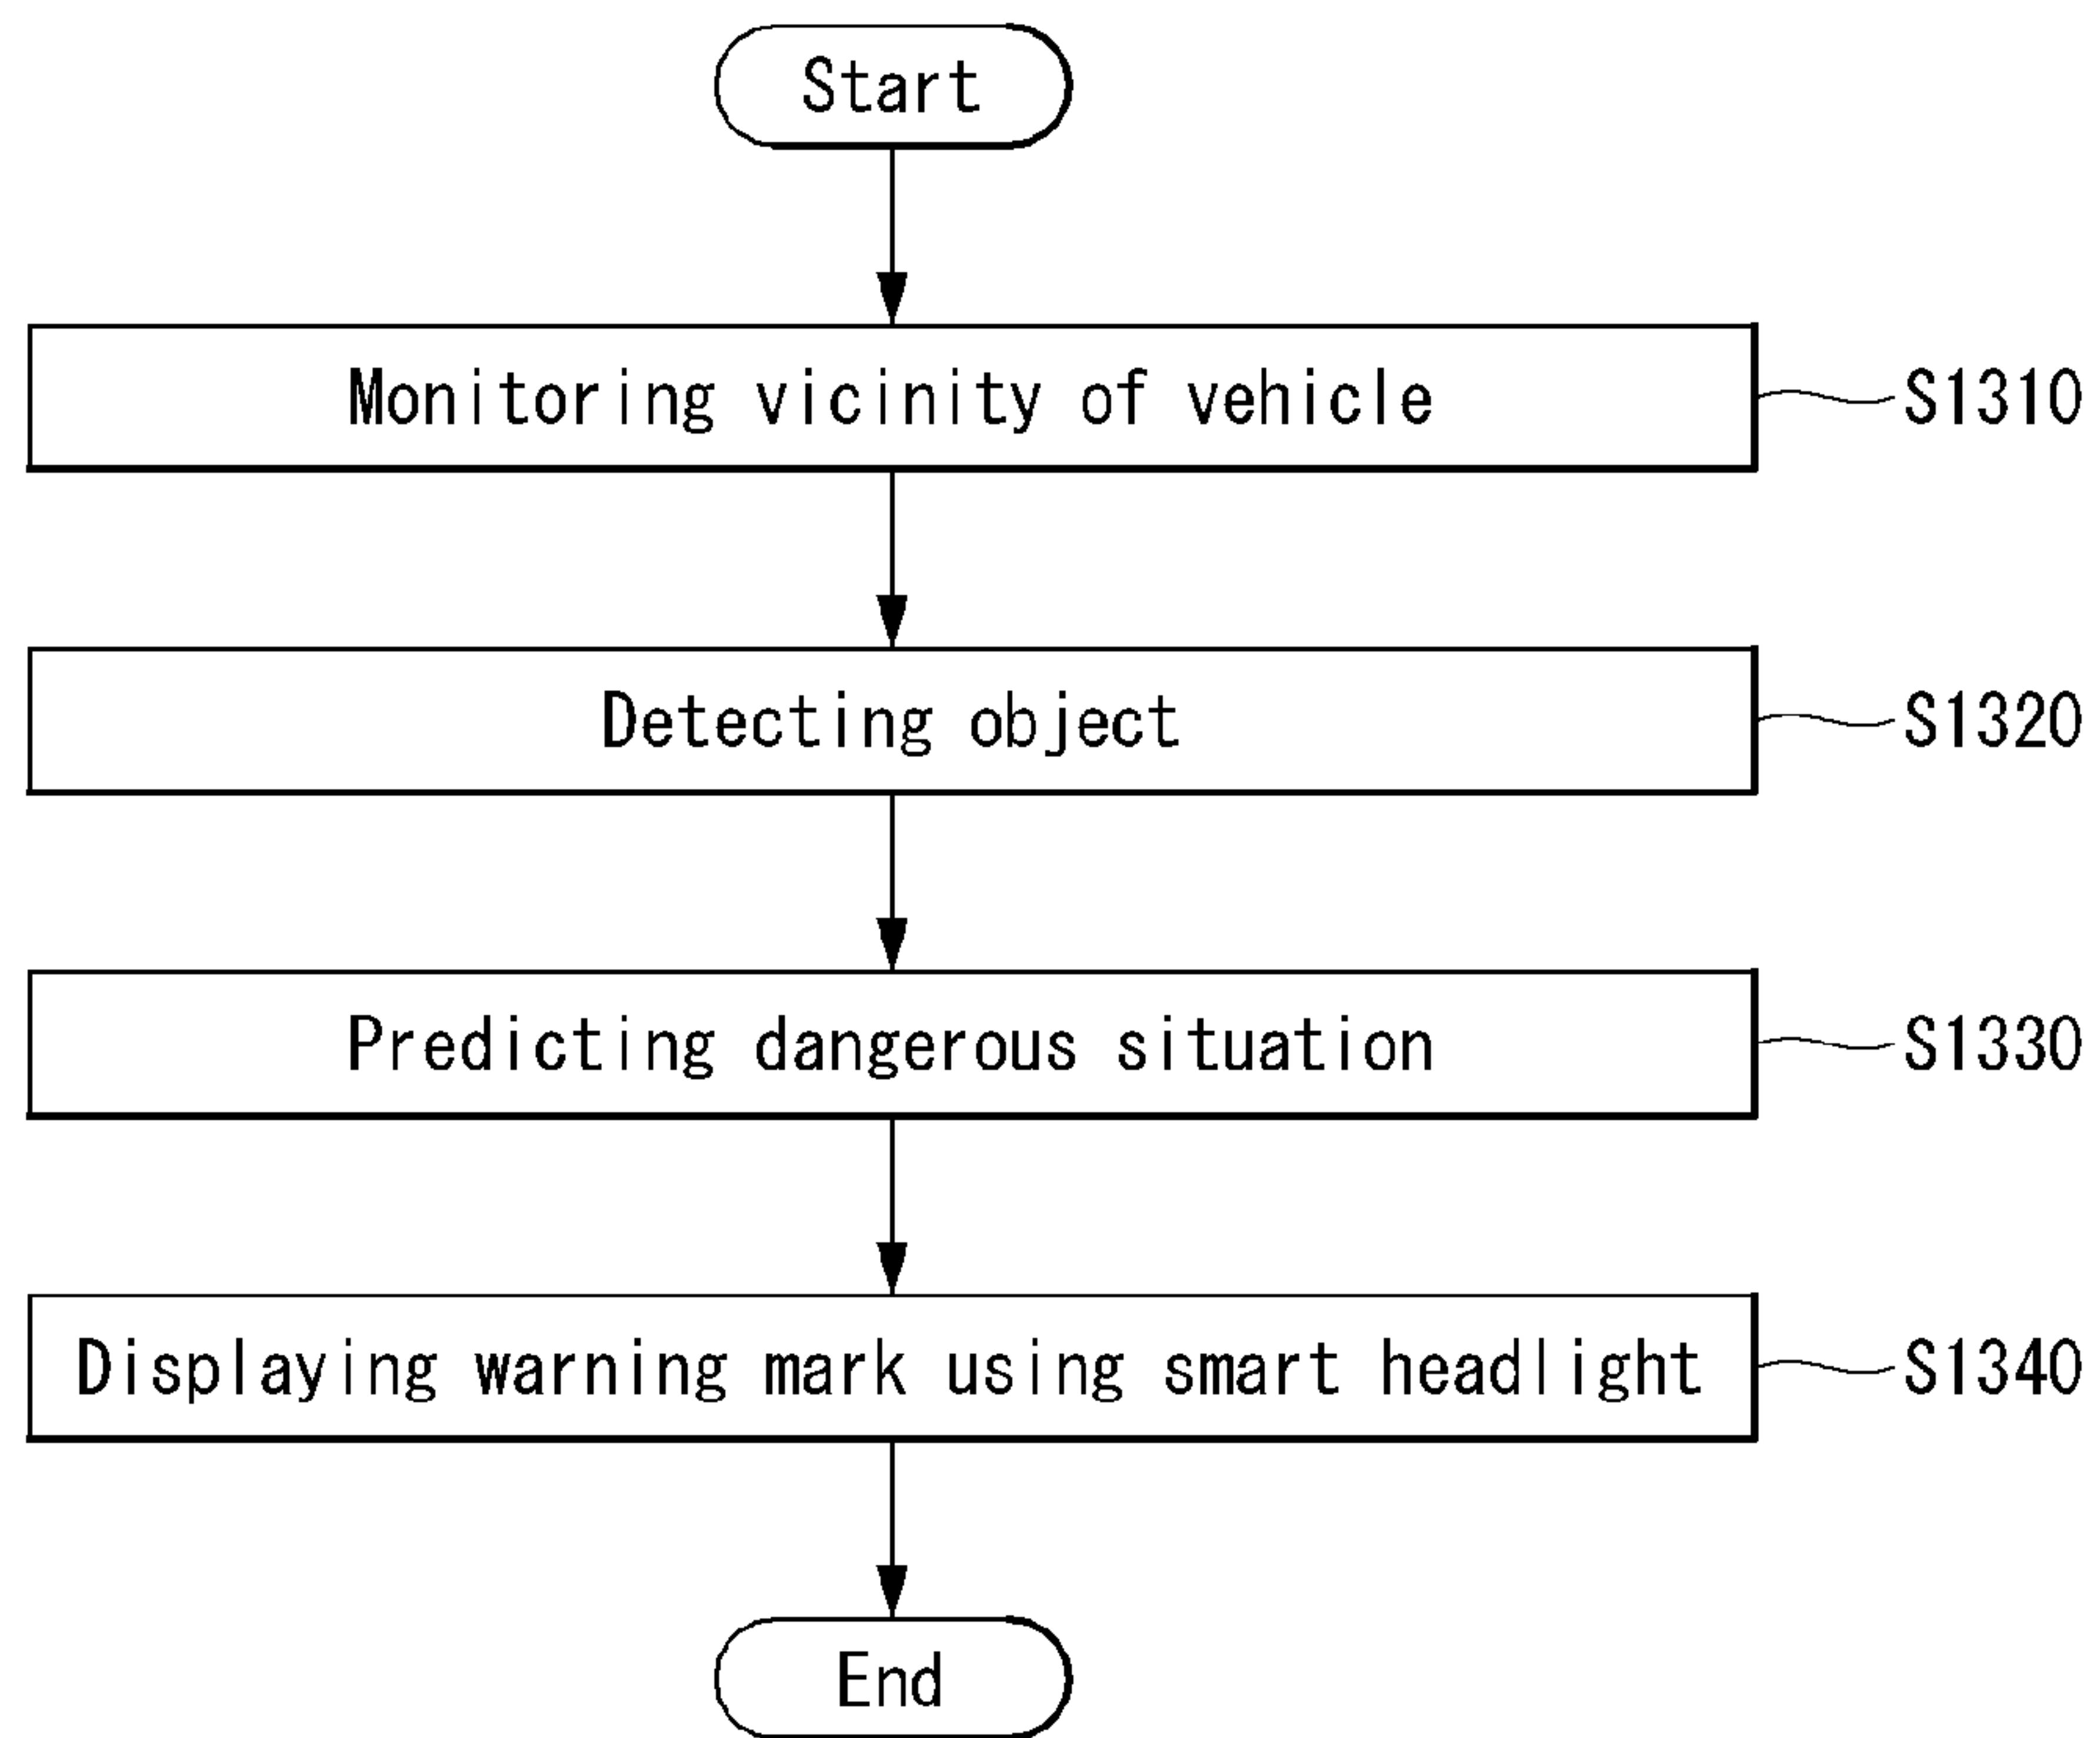 Start
Monitoring vicinity of vehicle
S1310
Detecting object
S1320
Predicting dangerous situation
S1330
Displaying warning mark using smart headlight
S1340
End